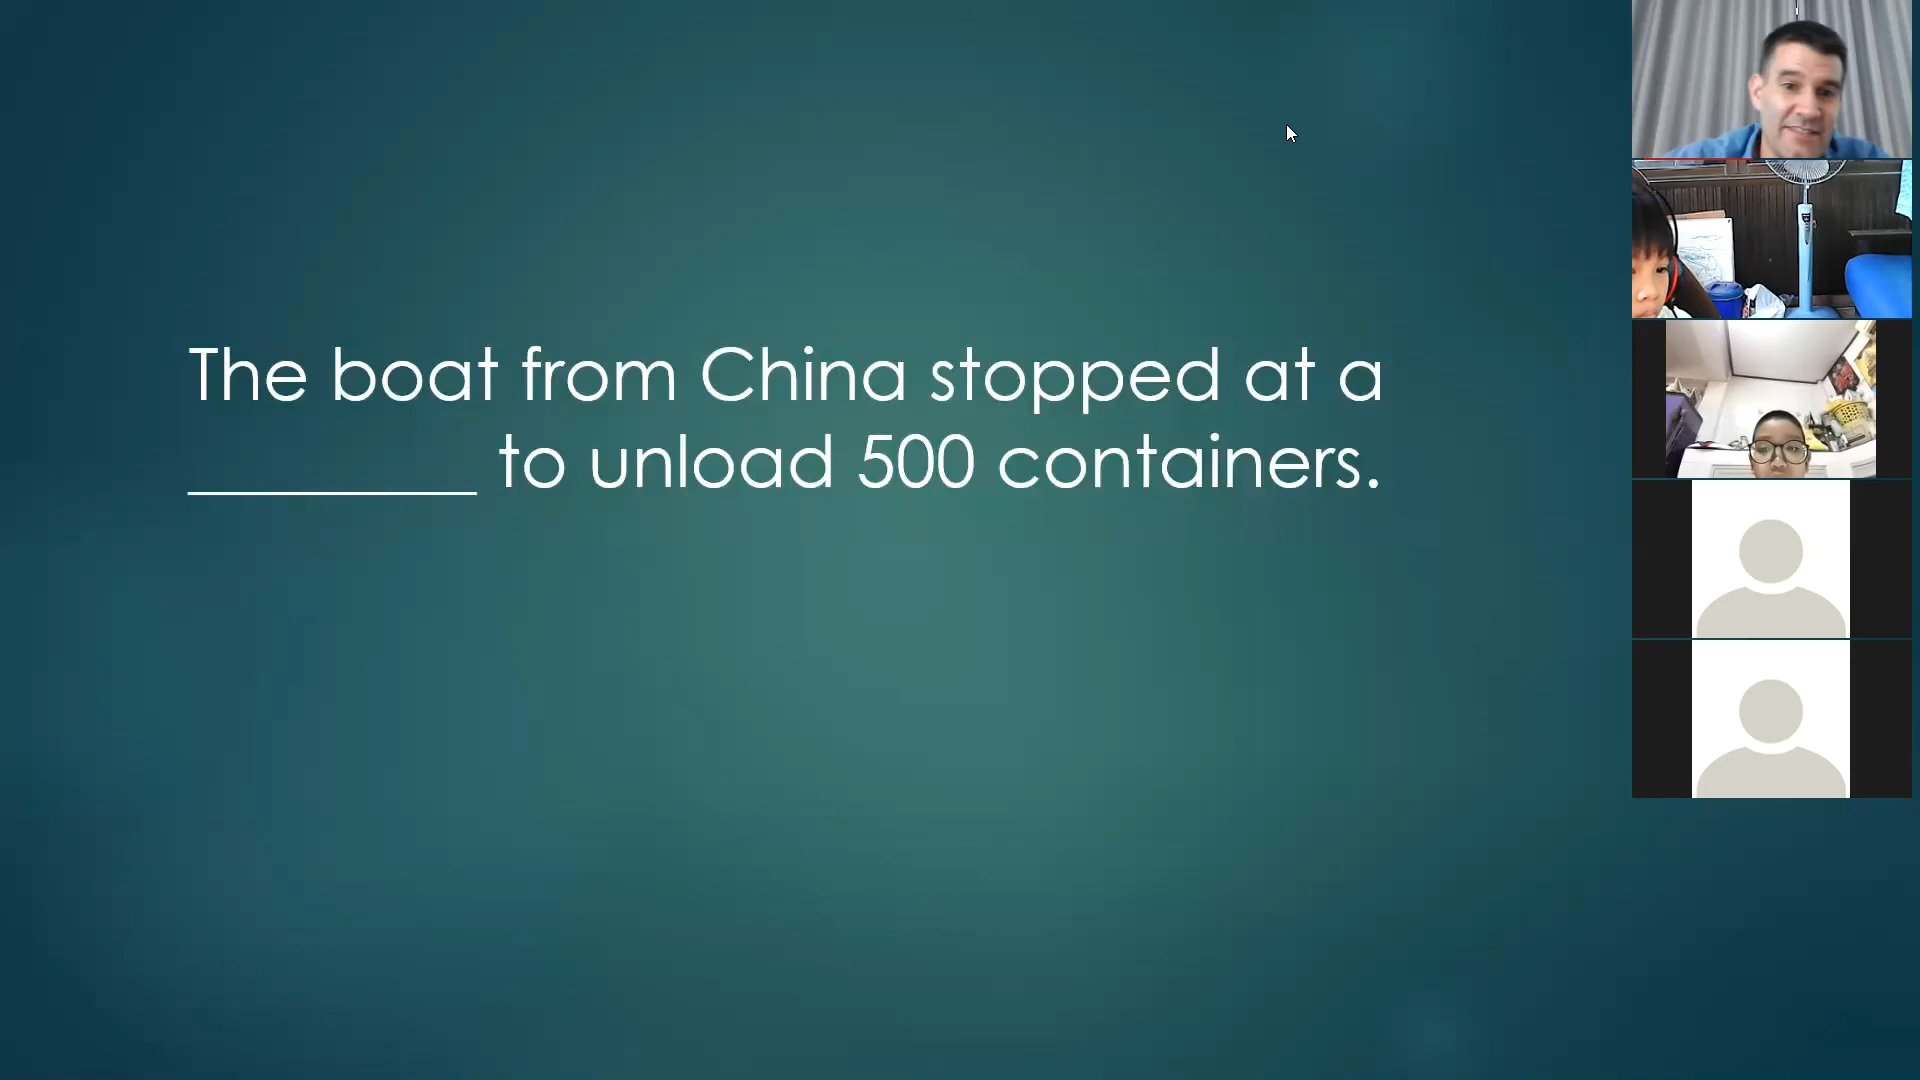 The boat from China stopped at a
_________ to unload 500 containers.